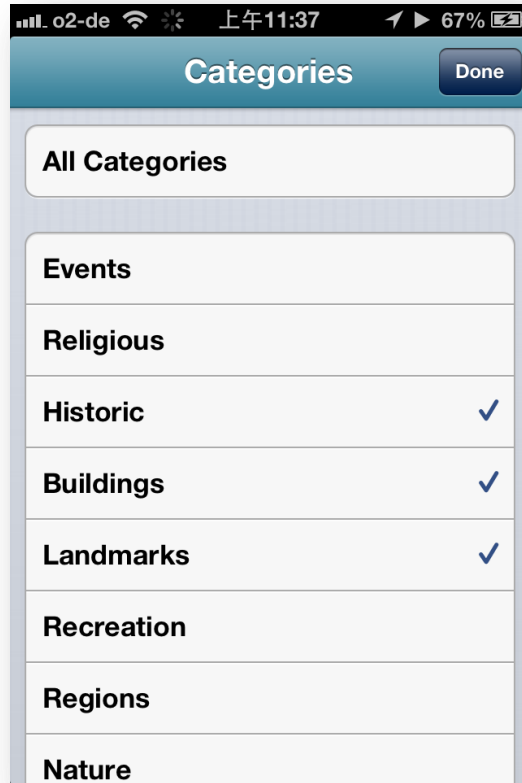 o2-de 上午11:37 67%
Categories Done
All Categories
Events
Religious
Historic
Buildings
Landmarks
Recreation
Regions
Nature